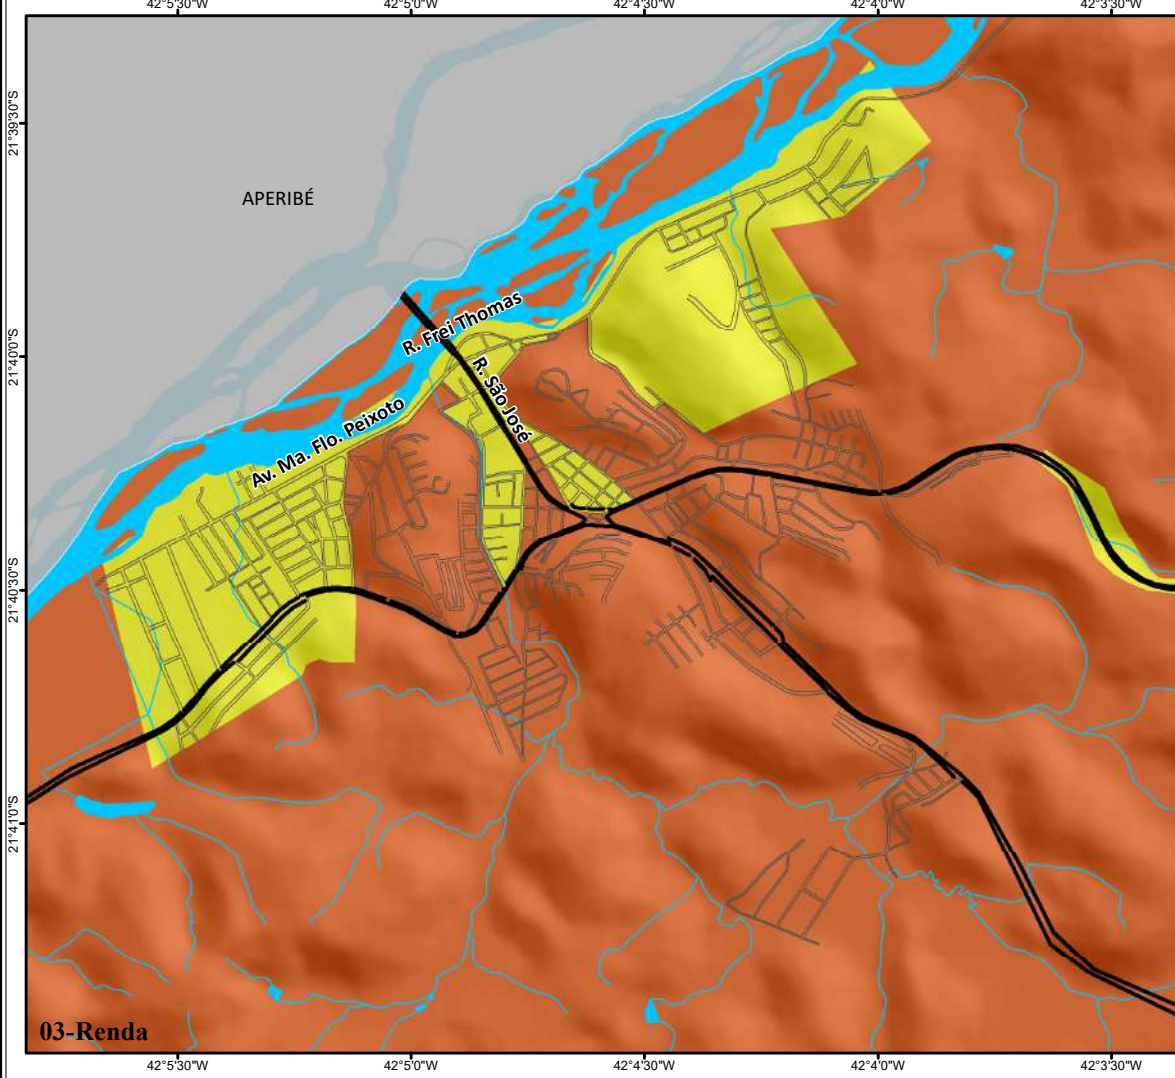 42°5'30"W 42°5'0"W 42°4'30"W 42°4'0"W 42°3'30"W
21°39'30"S
APERIBÉ
R. Frei Thomas
21°40'0"S
R. São José
Av. Ma. Flo. Peixoto
21°40'30"S
21°41'0"S
03-Renda
42°5'30"W 42°5'0"W 42°4'30"W 42°4'0"W 42°3'30"W